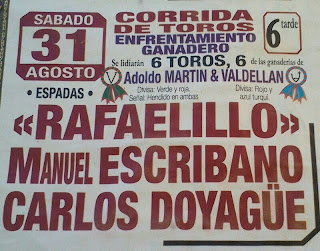 SABADO
31
AGOSTO
CORRIDA
DE TOROS
ENFRENTAMIENTO
GANADERO
6 tarde
Se lidiarán 6 TOROS, 6 de las ganaderías de
Adoldo MARTIN & VALDELLAN
Divisa: Verde y roja.
Señal: Hendido en ambas
Divisa: Rojo y
azul turquí.
• ESPADAS •
«RAFAELILLO»
MANUEL ESCRIBANO
CARLOS DOYAGÜE